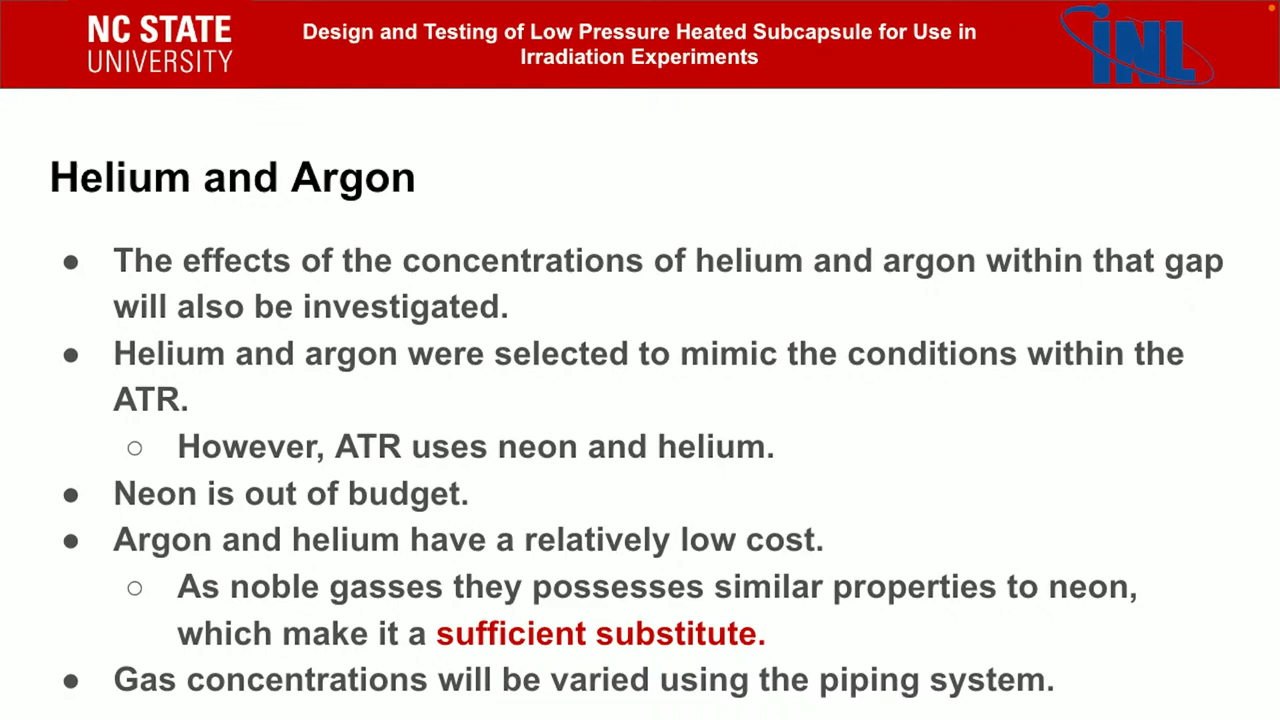 NC STATE
UNIVERSITY
Design and Testing of Low Pressure Heated Subcapsule for Use in
Irradiation Experiments
INL
Helium and Argon
● The effects of the concentrations of helium and argon within that gap
will also be investigated.
● Helium and argon were selected to mimic the conditions within the
ATR.
○ However, ATR uses neon and helium.
● Neon is out of budget.
● Argon and helium have a relatively low cost.
○ As noble gasses they possesses similar properties to neon,
which make it a sufficient substitute.
● Gas concentrations will be varied using the piping system.